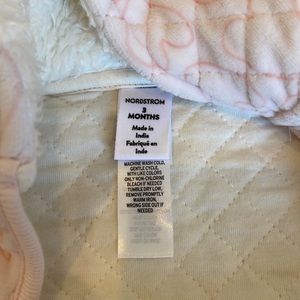 NORDSTROM
3
MONTHS
Made in
India
Fabriqué en
Inde
MACHINE WASH COLD,
GENTLE CYCLE,
WITH LIKE COLORS
ONLY NON-CHLORINE
BLEACH IF NEEDED
TUMBLE DRY LOW,
REMOVE PROMPTLY
WARM IRON,
WRONG SIDE OUT IF
NEEDED